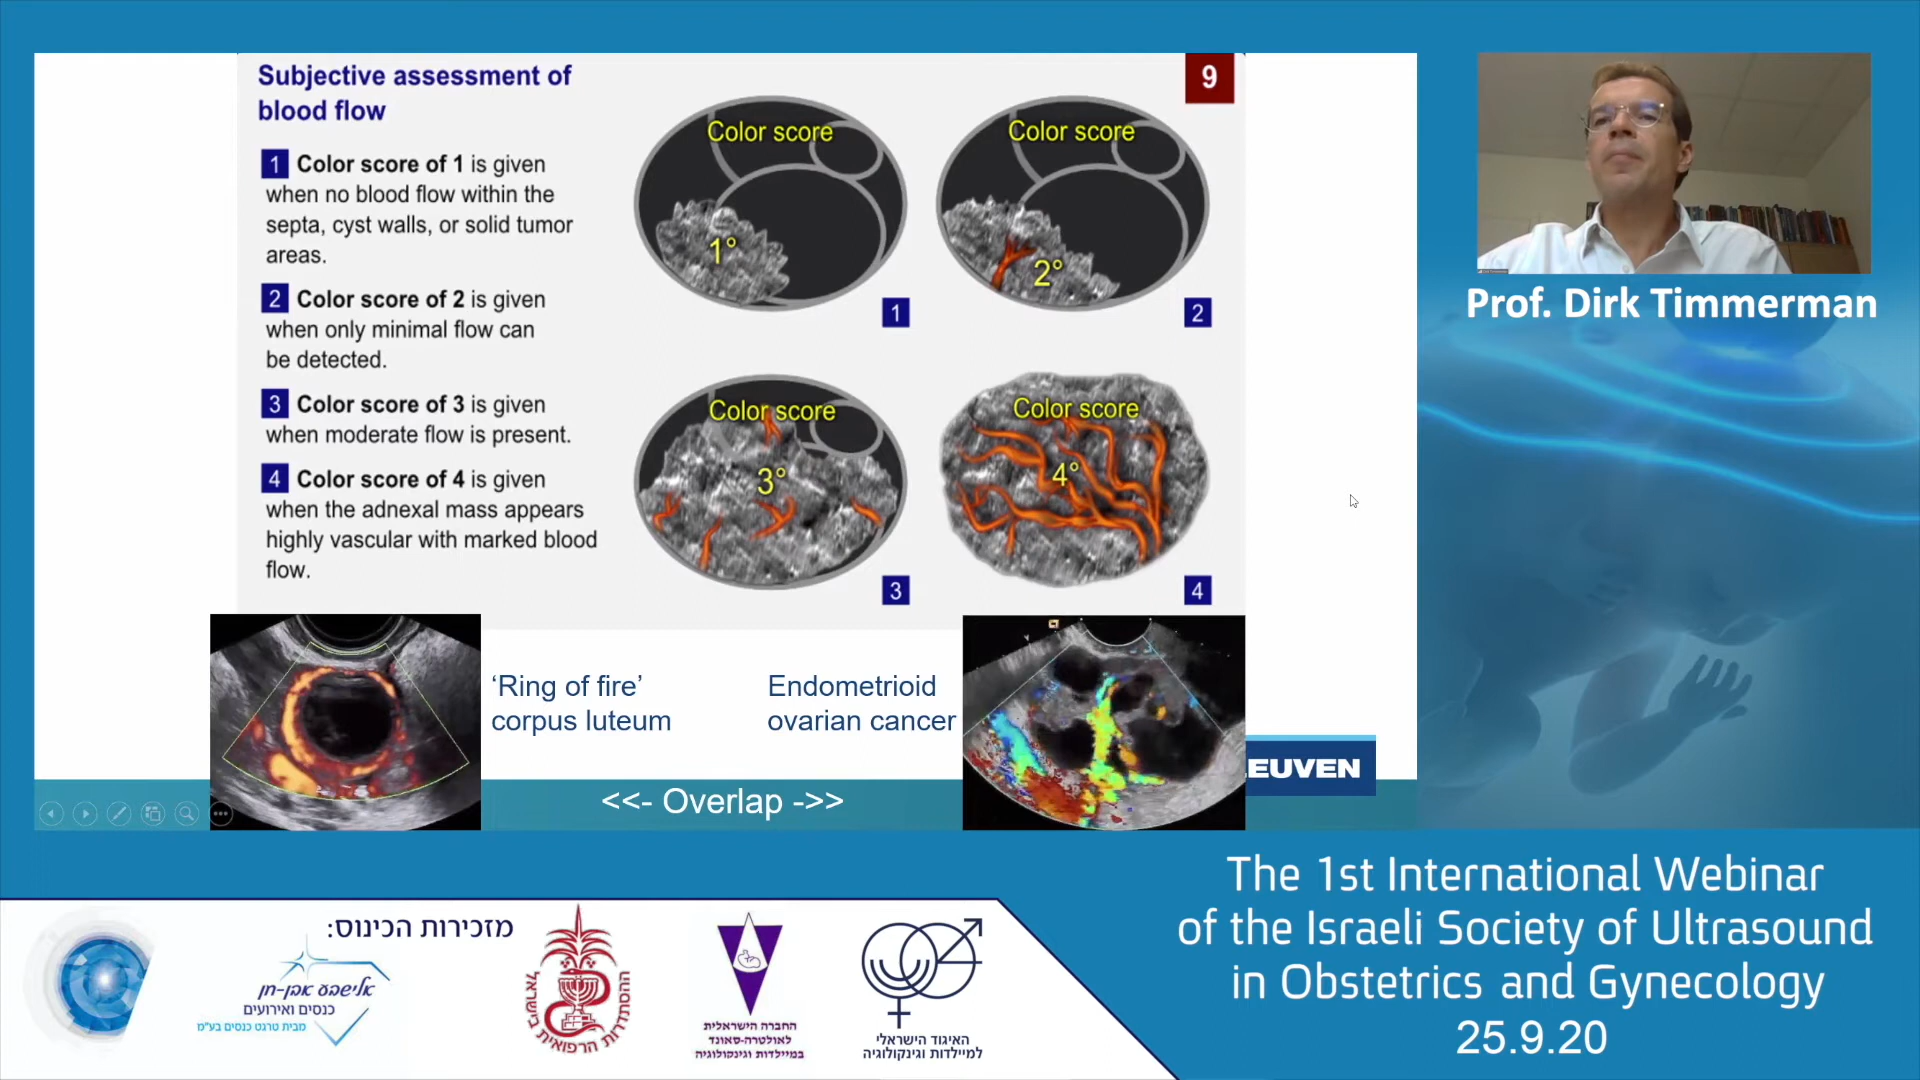 Subjective assessment of
blood flow
9
1 Color score of 1 is given
when no blood flow within the
septa, cyst walls, or solid tumor
areas.
2 Color score of 2 is given
when only minimal flow can
be detected.
3 Color score of 3 is given
when moderate flow is present.
4 Color score of 4 is given
when the adnexal mass appears
highly vascular with marked blood
flow.
Color score
1°
1
Color score
2°
2
Color score
3°
3
Color score
4°
4
‘Ring of fire’
corpus luteum
Endometrioid
ovarian cancer
<<- Overlap ->>
EUVEN
Prof. Dirk Timmerman
The 1st International Webinar
of the Israeli Society of Ultrasound
in Obstetrics and Gynecology
25.9.20
מזכירות הכינוס:
אלישבע אבן-חן
כנסים ואירועים
מבית טרגט כנסים בע"מ
ההסתדרות הרפואית בישראל
החברה הישראלית
לאולטרה-סאונד
במיילדות וגינקולוגיה
האיגוד הישראלי
למיילדות וגינקולוגיה